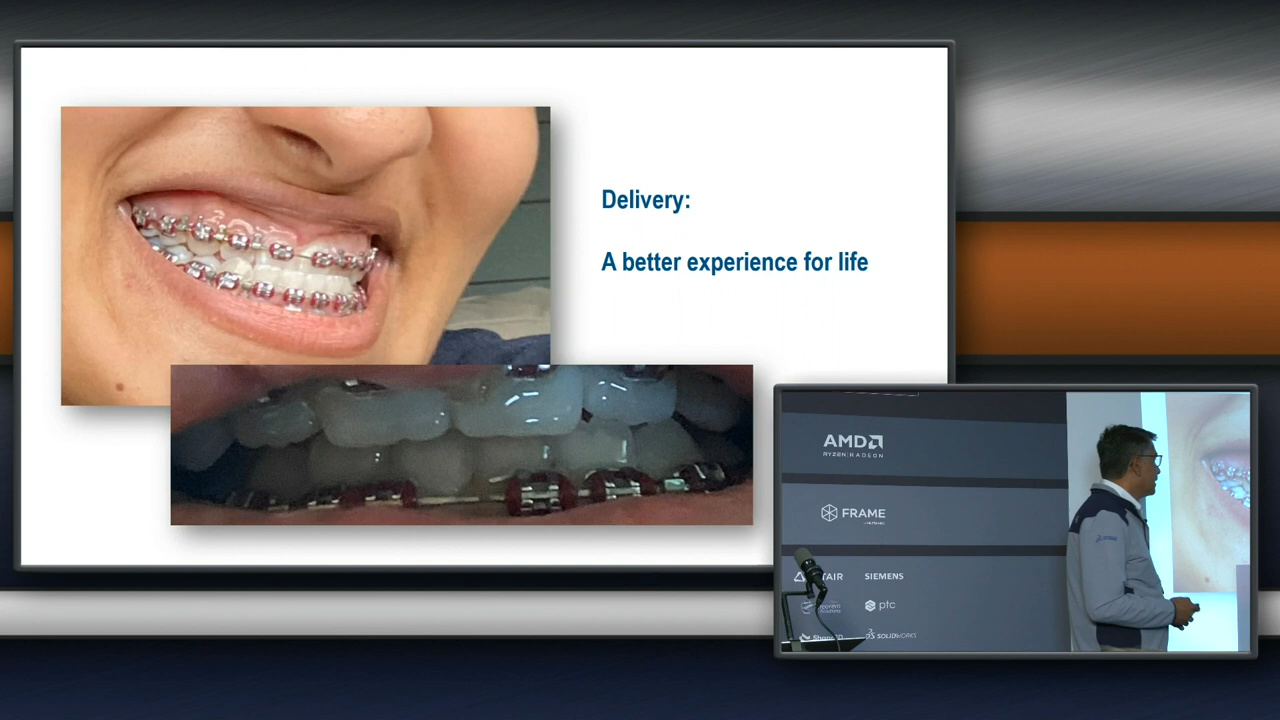 Delivery:
A better experience for life
AMD
RYZEN | RADEON
FRAME
SIEMENS
ptc
SOLIDWORKS